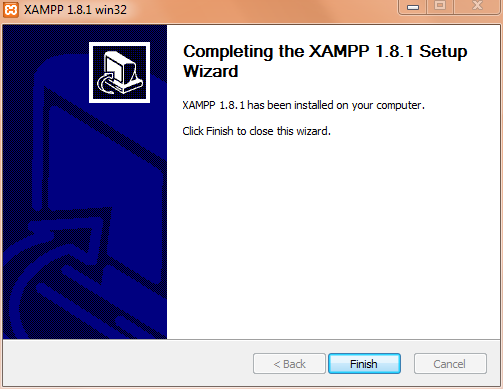 XAMPP 1.8.1 win32
Completing the XAMPP 1.8.1 Setup
Wizard
XAMPP 1.8.1 has been installed on your computer.
Click Finish to close this wizard.
< Back
Finish
Cancel